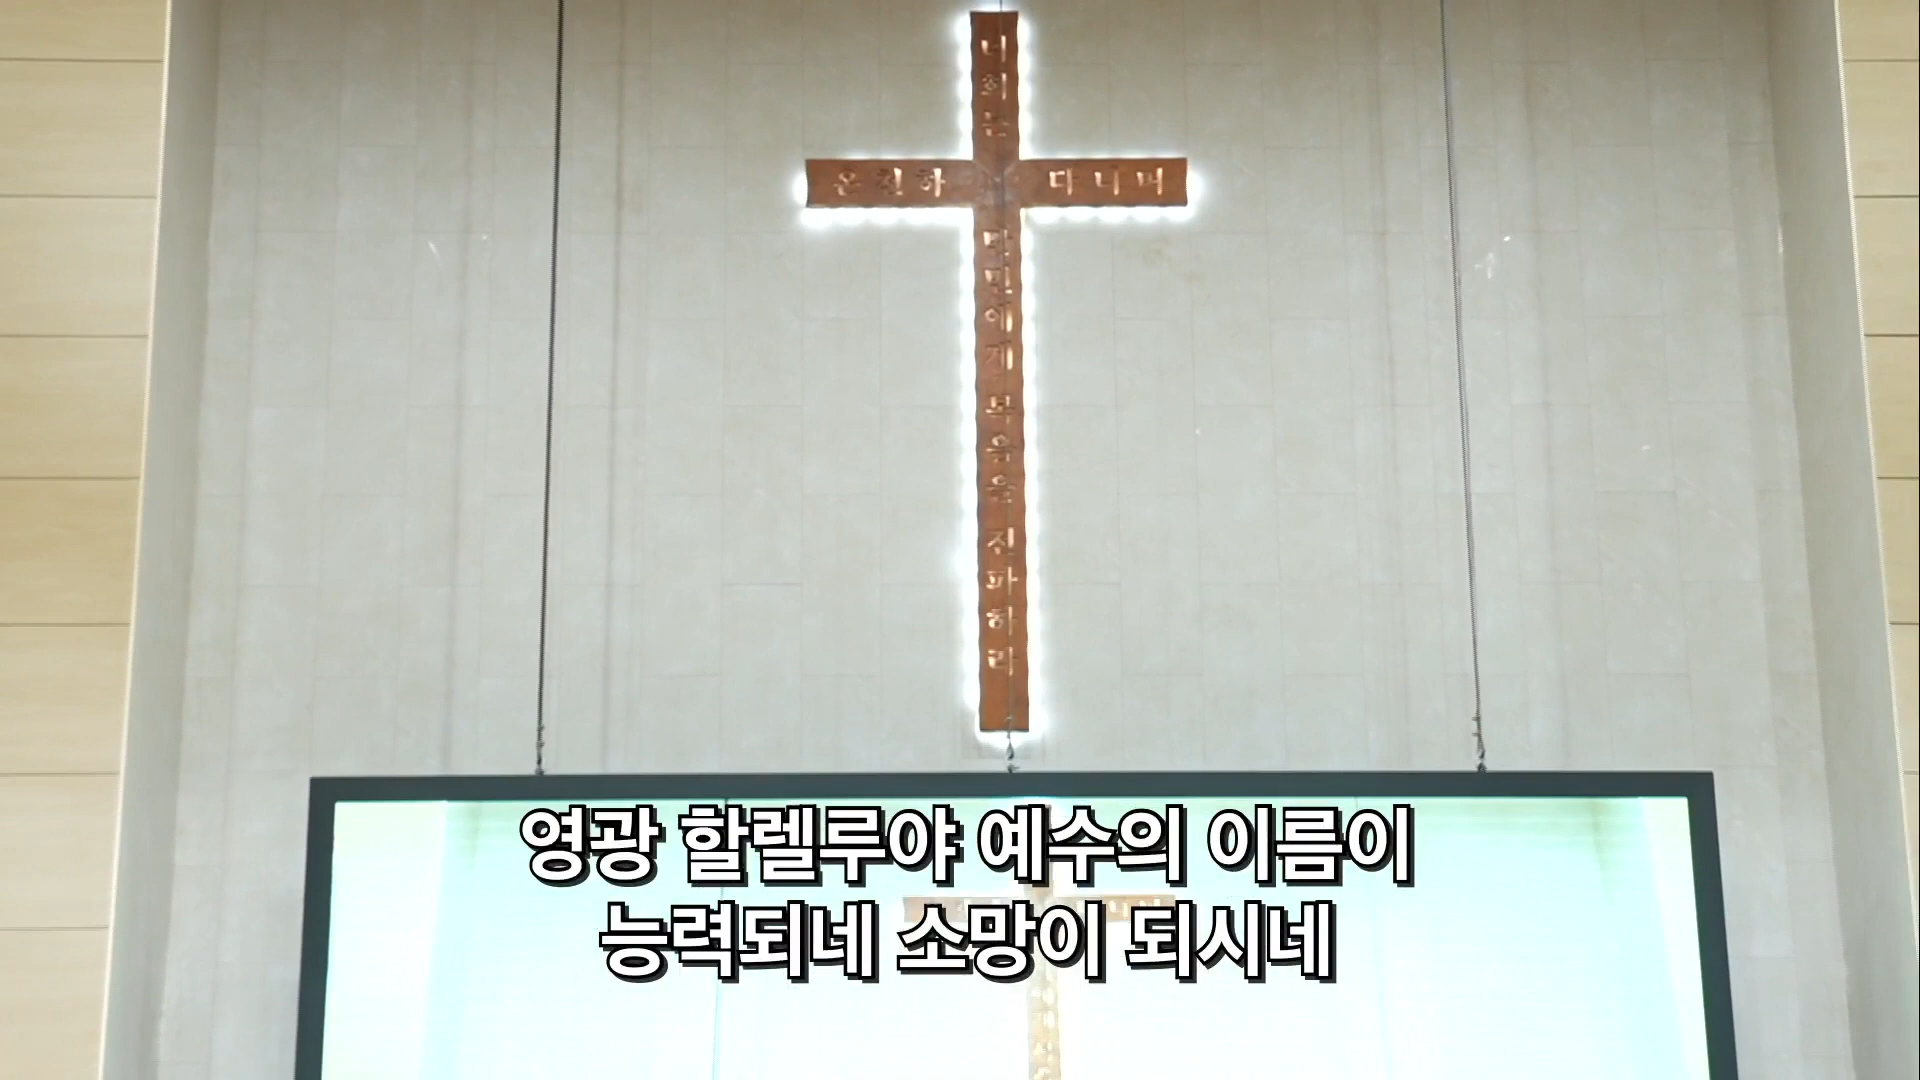 너희는
온천하 다니며
만민에게 복음을 전파하라
영광 할렐루야 예수의 이름이
능력되네 소망이 되시네